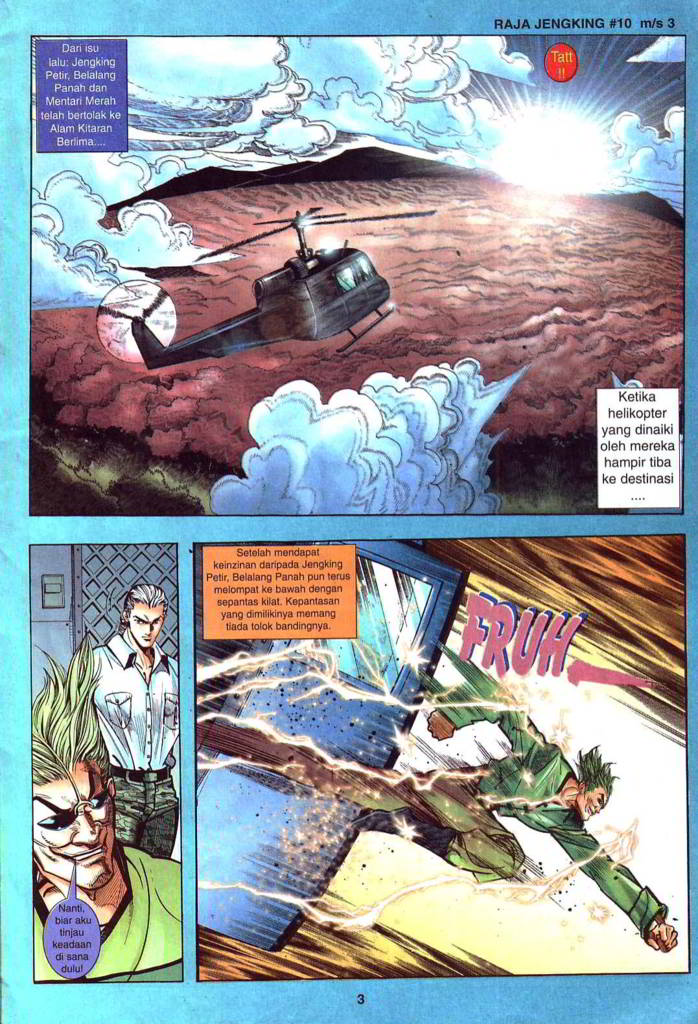 RAJA JENGKING #10 m/s 3
Dari isu
lalu: Jengking
Petir, Belalang
Panah dan
Mentari Merah
telah bertolak ke
Alam Kitaran
Berlima....
Tatt
!!
Ketika
helikopter
yang dinaiki
oleh mereka
hampir tiba
ke destinasi
....
Nanti,
biar aku
tinjau
keadaan
di sana
dulu!
Setelah mendapat
keinzinan daripada Jengking
Petir, Belalang Panah pun terus
melompat ke bawah dengan
sepantas kilat. Kepantasan
yang dimilikinya memang
tiada tolok bandingnya.
FRUH
3